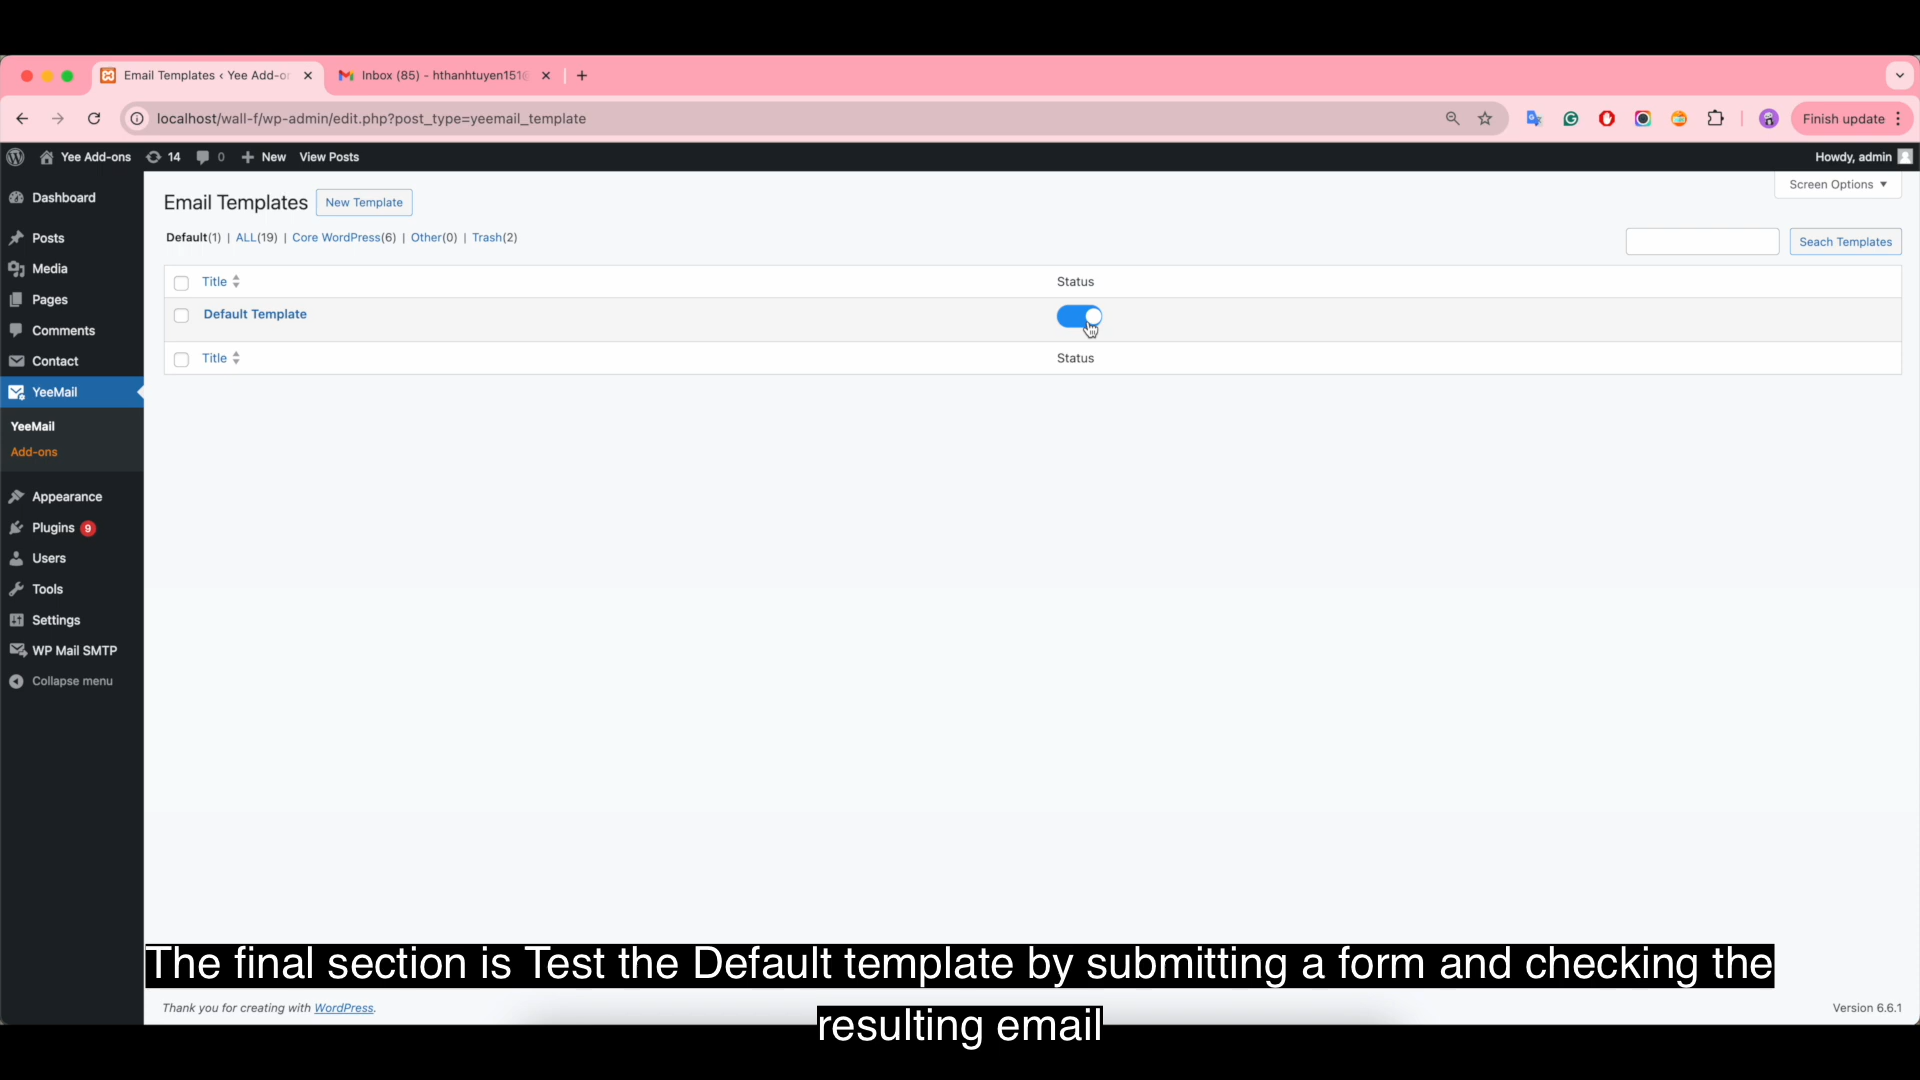 Email Templates ‹ Yee Add-or
Inbox (85) - hthanhtuyen151@
localhost/wall-f/wp-admin/edit.php?post_type=yeemail_template
Finish update
Yee Add-ons 14 0 New View Posts
Howdy, admin
Screen Options
Dashboard
Posts
Media
Pages
Comments
Contact
YeeMail
YeeMail
Add-ons
Appearance
Plugins 9
Users
Tools
Settings
WP Mail SMTP
Collapse menu
Email Templates New Template
Default(1) | ALL(19) | Core WordPress(6) | Other(0) | Trash(2)
Seach Templates
Title Status
Default Template
Title Status
The final section is Test the Default template by submitting a form and checking the
resulting email
Thank you for creating with WordPress.
Version 6.6.1